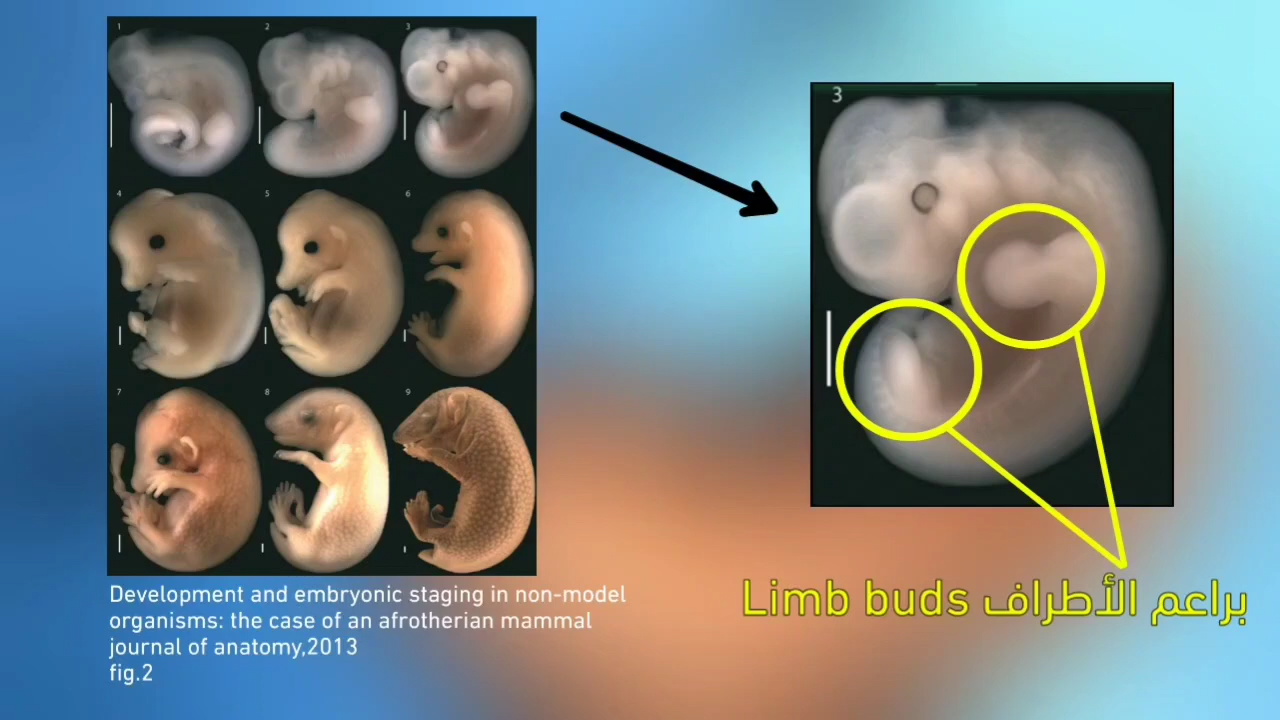 1
2
3
4
5
6
7
8
9
3
Development and embryonic staging in non-model
organisms: the case of an afrotherian mammal
journal of anatomy,2013
fig.2
Limb buds براعم الأطراف